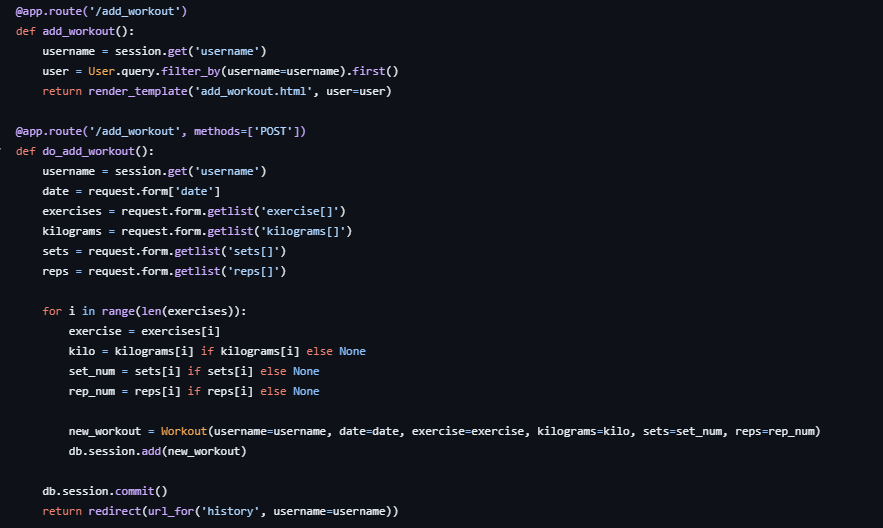 @app.route('/add_workout')
def add_workout():
    username = session.get('username')
    user = User.query.filter_by(username=username).first()
    return render_template('add_workout.html', user=user)

@app.route('/add_workout', methods=['POST'])
def do_add_workout():
    username = session.get('username')
    date = request.form['date']
    exercises = request.form.getlist('exercise[]')
    kilograms = request.form.getlist('kilograms[]')
    sets = request.form.getlist('sets[]')
    reps = request.form.getlist('reps[]')

    for i in range(len(exercises)):
        exercise = exercises[i]
        kilo = kilograms[i] if kilograms[i] else None
        set_num = sets[i] if sets[i] else None
        rep_num = reps[i] if reps[i] else None

        new_workout = Workout(username=username, date=date, exercise=exercise, kilograms=kilo, sets=set_num, reps=rep_num)
        db.session.add(new_workout)

    db.session.commit()
    return redirect(url_for('history', username=username))